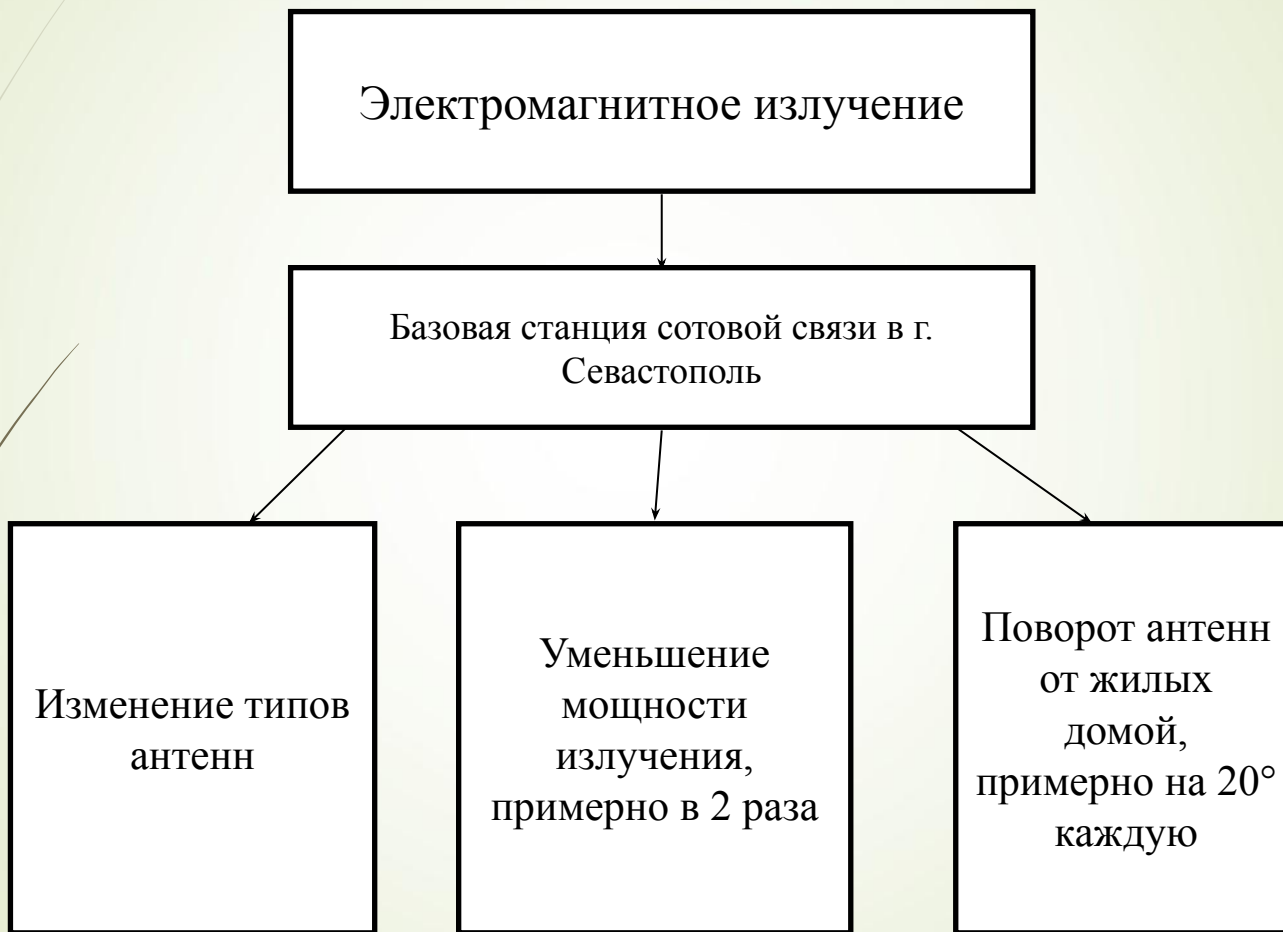 Электромагнитное излучение
Базовая станция сотовой связи в г.
Севастополь
Изменение типов
антенн
Уменьшение
мощности
излучения,
примерно в 2 раза
Поворот антенн
от жилых
домой,
примерно на 20°
каждую